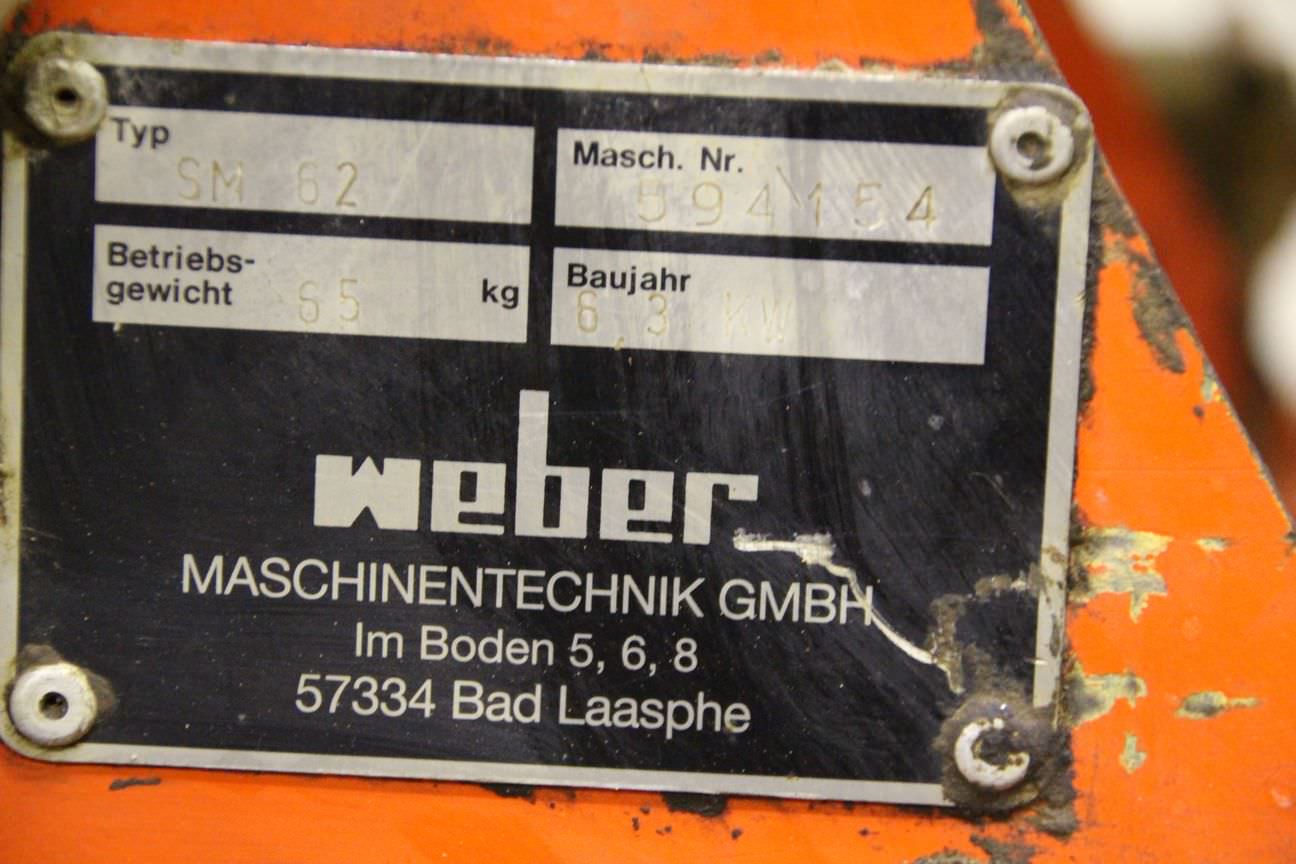 Typ
SM 62
Masch. Nr.
594154
Betriebs-
gewicht 65 kg
Baujahr
6,3 KW
weber
MASCHINENTECHNIK GMBH
Im Boden 5, 6, 8
57334 Bad Laasphe